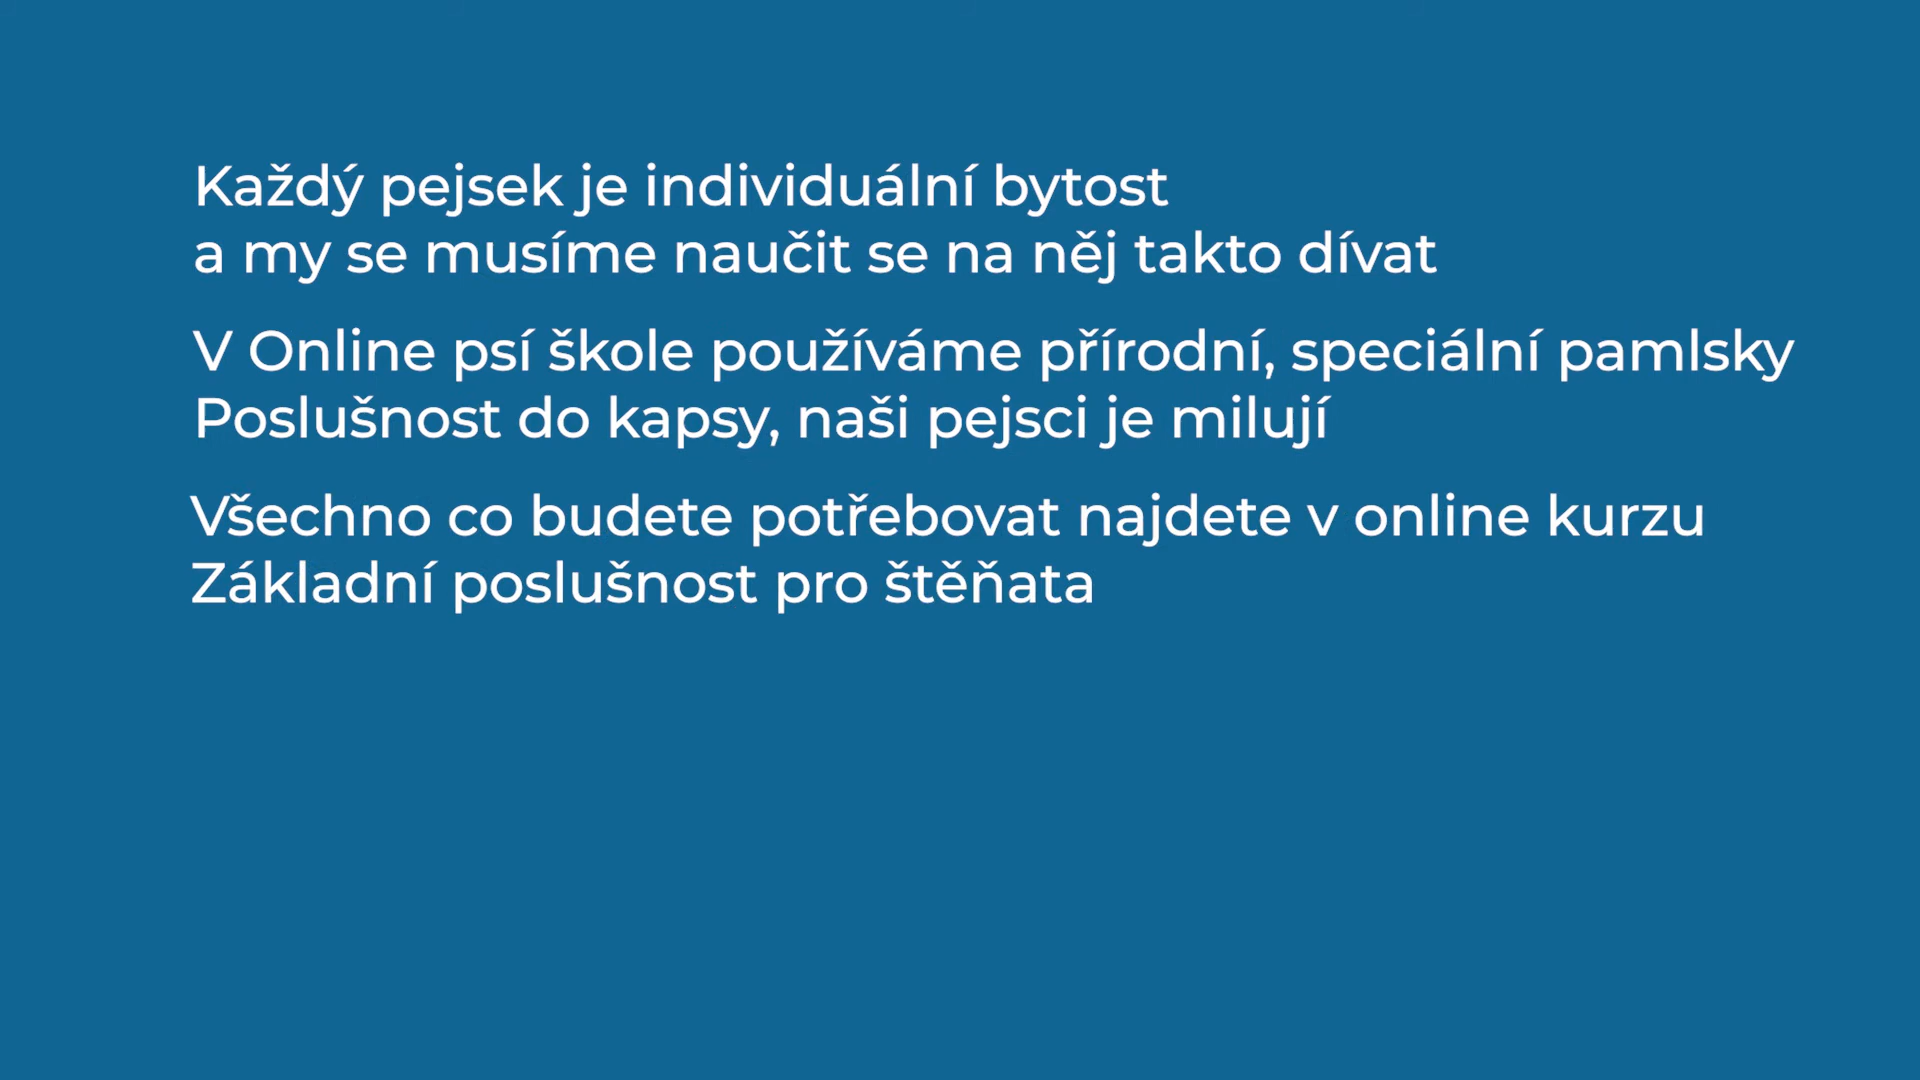 Každý pejsek je individuální bytost
a my se musíme naučit se na něj takto dívat
V Online psí škole používáme přírodní, speciální pamlsky
Poslušnost do kapsy, naši pejsci je milují
Všechno co budete potřebovat najdete v online kurzu
Základní poslušnost pro štěňata